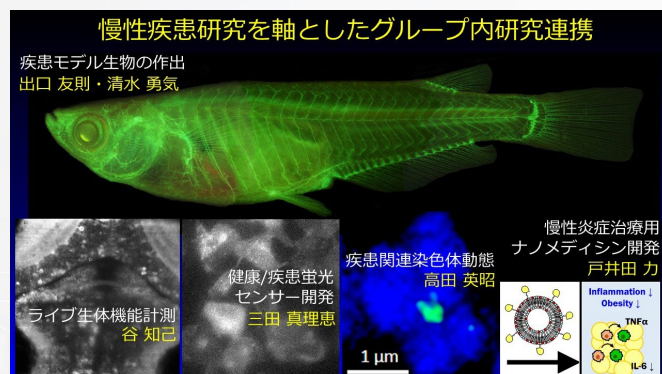 慢性疾患研究を軸としたグループ内研究連携
疾患モデル生物の作出
出口 友則・清水 勇気
ライブ生体機能計測
谷 知己
健康/疾患蛍光
センサー開発
三田 真理恵
疾患関連染色体動態
高田 英昭
1 μm
慢性炎症治療用
ナノメディシン開発
戸井田 力
Inflammation ↓
Obesity ↓
TNFα
IL-6 ↓